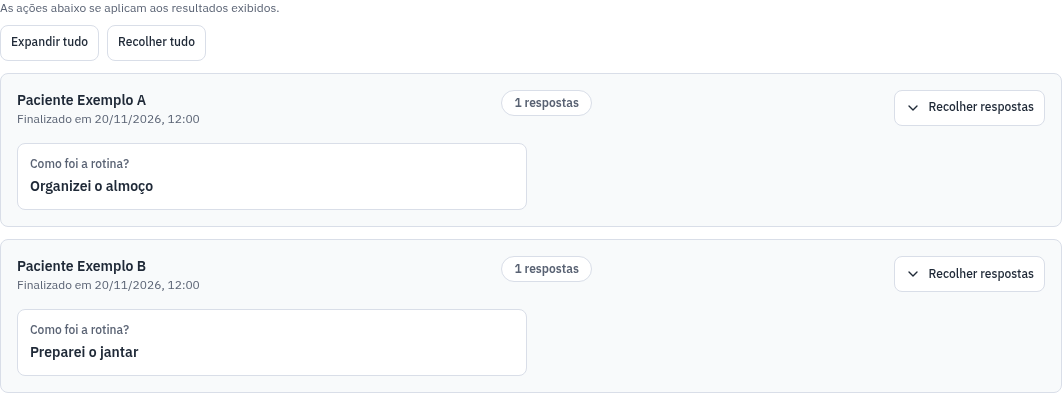 As ações abaixo se aplicam aos resultados exibidos.
Expandir tudo
Recolher tudo
Paciente Exemplo A
1 respostas
Recolher respostas
Finalizado em 20/11/2026, 12:00
Como foi a rotina?
Organizei o almoço
Paciente Exemplo B
1 respostas
Recolher respostas
Finalizado em 20/11/2026, 12:00
Como foi a rotina?
Preparei o jantar